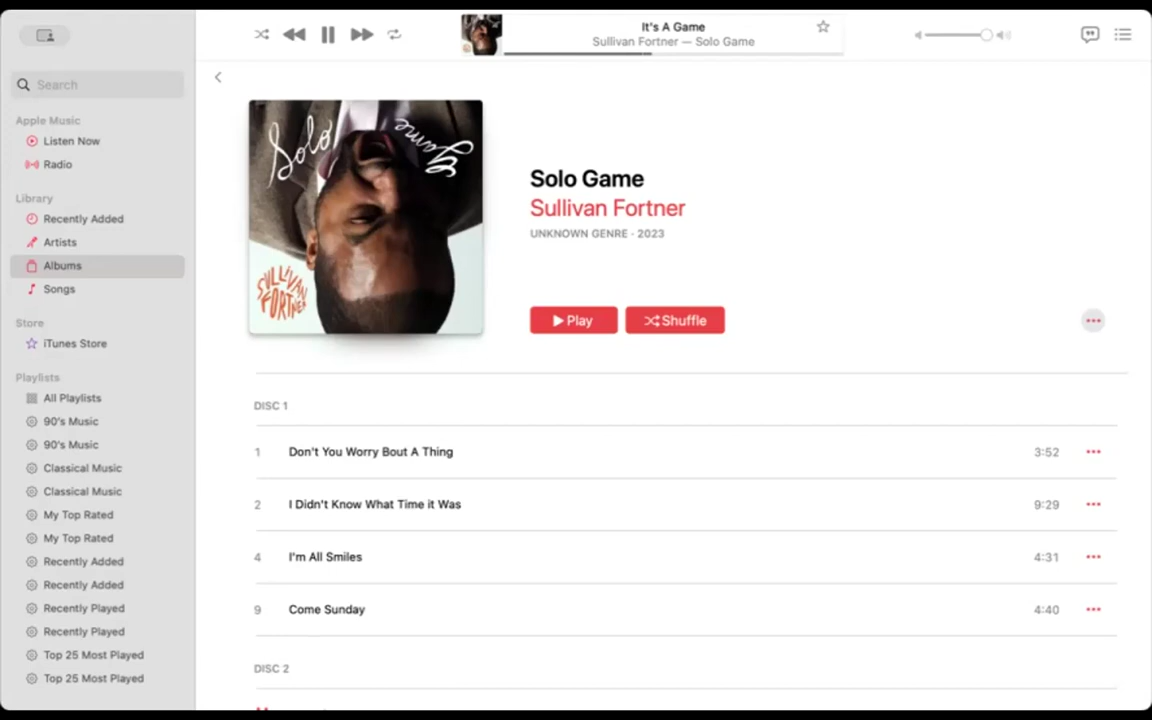 It's A Game
Sullivan Fortner — Solo Game
Search
Apple Music
Listen Now
Radio
Library
Recently Added
Artists
Albums
Songs
Store
iTunes Store
Playlists
All Playlists
90's Music
90's Music
Classical Music
Classical Music
My Top Rated
My Top Rated
Recently Added
Recently Added
Recently Played
Recently Played
Top 25 Most Played
Top 25 Most Played
Solo Game
SULLIVAN FORTNER
Solo Game
Sullivan Fortner
UNKNOWN GENRE · 2023
Play Shuffle
DISC 1
1 Don't You Worry Bout A Thing 3:52
2 I Didn't Know What Time it Was 9:29
4 I'm All Smiles 4:31
9 Come Sunday 4:40
DISC 2